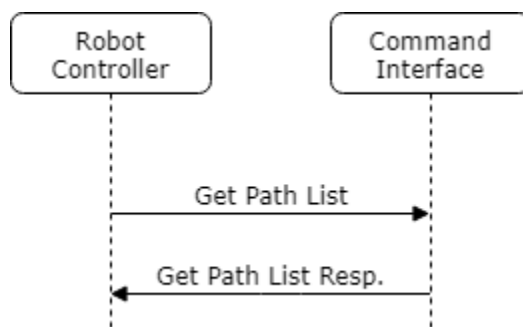 Robot
Controller
Command
Interface
Get Path List
Get Path List Resp.